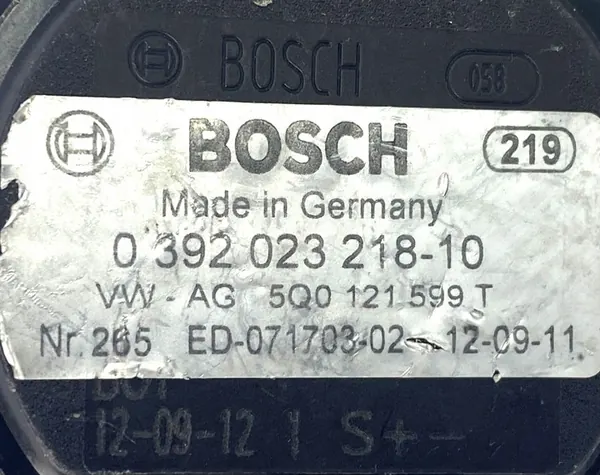 BOSCH 058
BOSCH 219
Made in Germany
0 392 023 218-10
VW - AG 5Q0 121 599 T
Nr. 265 ED-071703-02 12-09-11
12-09-12 1 S + -